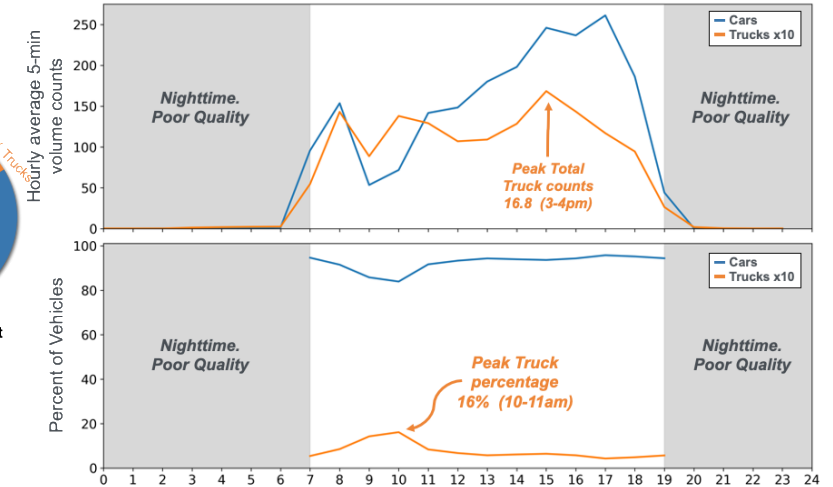 Hourly average 5-min
volume counts
250
200
150
100
50
0
Nighttime.
Poor Quality
Cars
Trucks x10
Nighttime.
Poor Quality
Peak Total
Truck counts
16.8 (3-4pm)
Trucks
Percent of Vehicles
100
80
60
40
20
0
Nighttime.
Poor Quality
Cars
Trucks x10
Nighttime.
Poor Quality
Peak Truck
percentage
16% (10-11am)
t
0 1 2 3 4 5 6 7 8 9 10 11 12 13 14 15 16 17 18 19 20 21 22 23 24